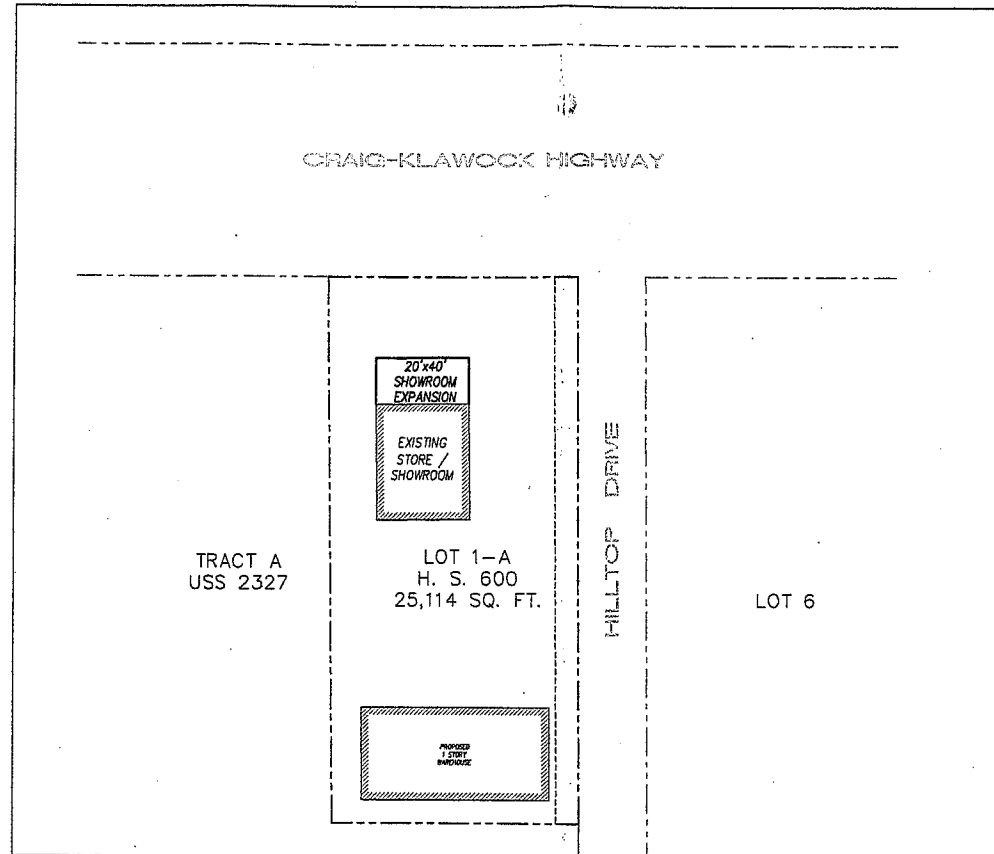 CRAIG-KLAWOCK HIGHWAY
20'x40'
SHOWROOM
EXPANSION
EXISTING
STORE /
SHOWROOM
HILLTOP DRIVE
TRACT A
USS 2327
LOT 1-A
H. S. 600
25,114 SQ. FT.
LOT 6
PROPOSED
1 STORY
WAREHOUSE